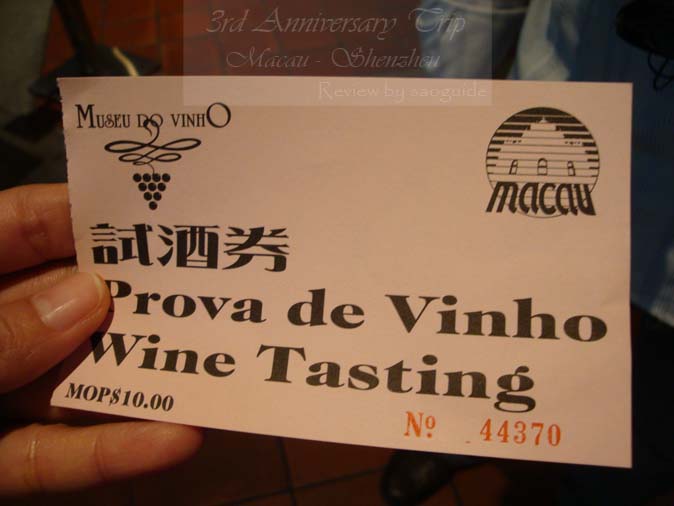 3rd Anniversary Trip
Macau - Shenzhen
Review by saoguide
MUSEU DO VINHO
macau
試酒券
Prova de Vinho
Wine Tasting
MOP$10.00
Nº 44370